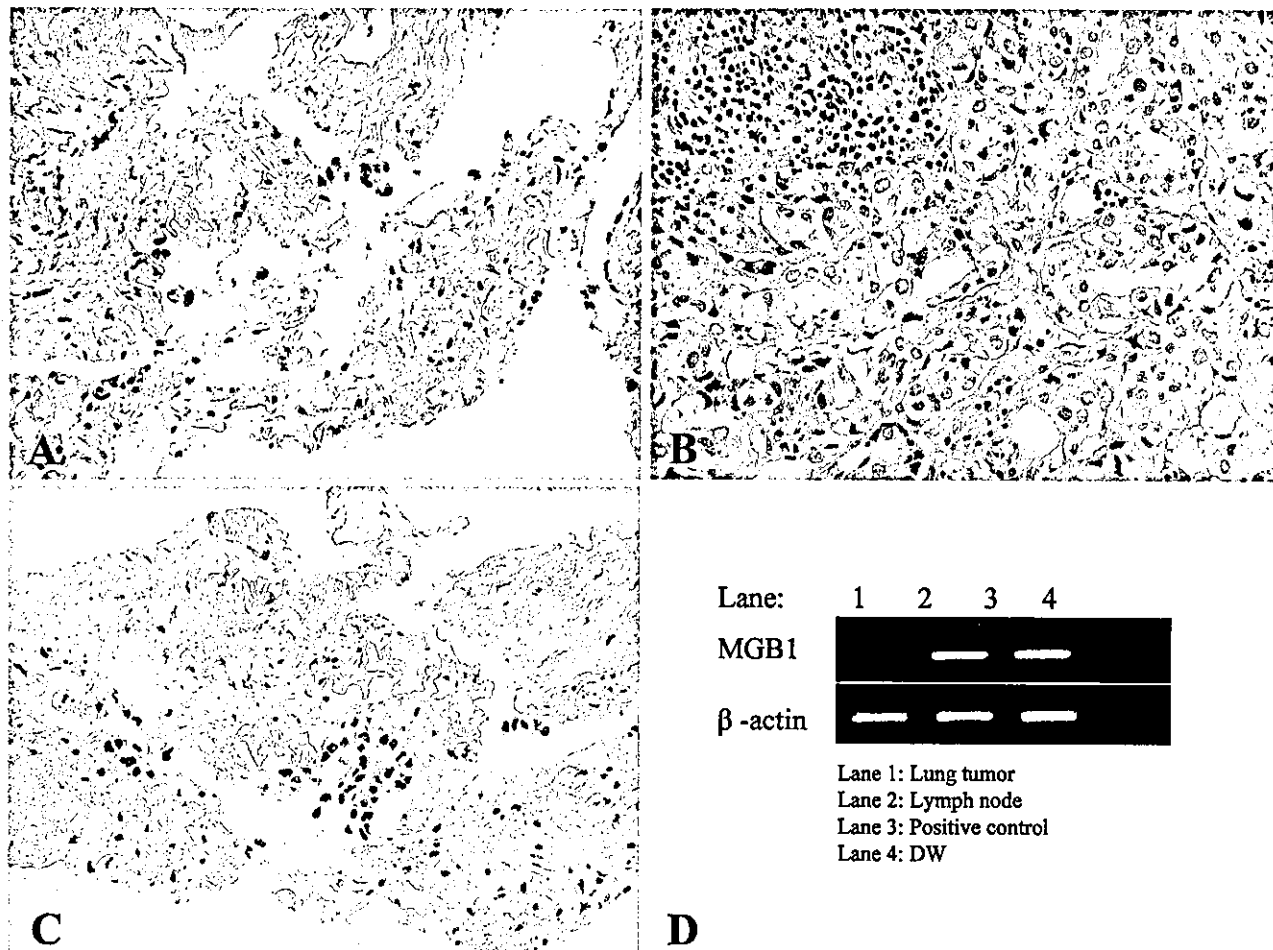 A
B
C
D
Lane: 1 2 3 4
MGB1
β -actin
Lane 1: Lung tumor
Lane 2: Lymph node
Lane 3: Positive control
Lane 4: DW